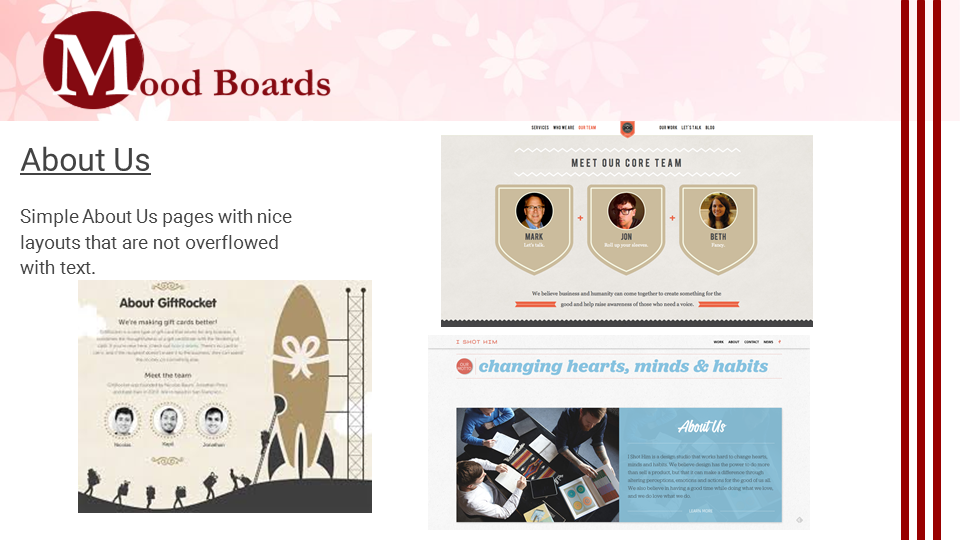 Mood Boards
About Us
Simple About Us pages with nice
layouts that are not overflowed
with text.
About GiftRocket
We're making gift cards better!
Meet the team
Nicolas
Kapil
Jonathan
SERVICES WHO WE ARE OUR TEAM OUR WORK LET'S TALK BLOG
MEET OUR CORE TEAM
MARK
Let's talk.
+
JON
Roll up your sleeves.
+
BETH
We believe business and humanity can come together to create something for the
good and help raise awareness of those who need a voice.
I SHOT HIM
WORK ABOUT CONTACT NEWS
OUR
MOTTO
changing hearts, minds & habits
About Us
I Shot Him is a design studio that works hard to change hearts,
minds and habits. We believe design has the power to do more
than sell a product, but that it can make a difference through
altering perceptions, emotions and actions for the good of us all.
We also believe in having a good time while doing what we love,
and we do love what we do.
LEARN MORE